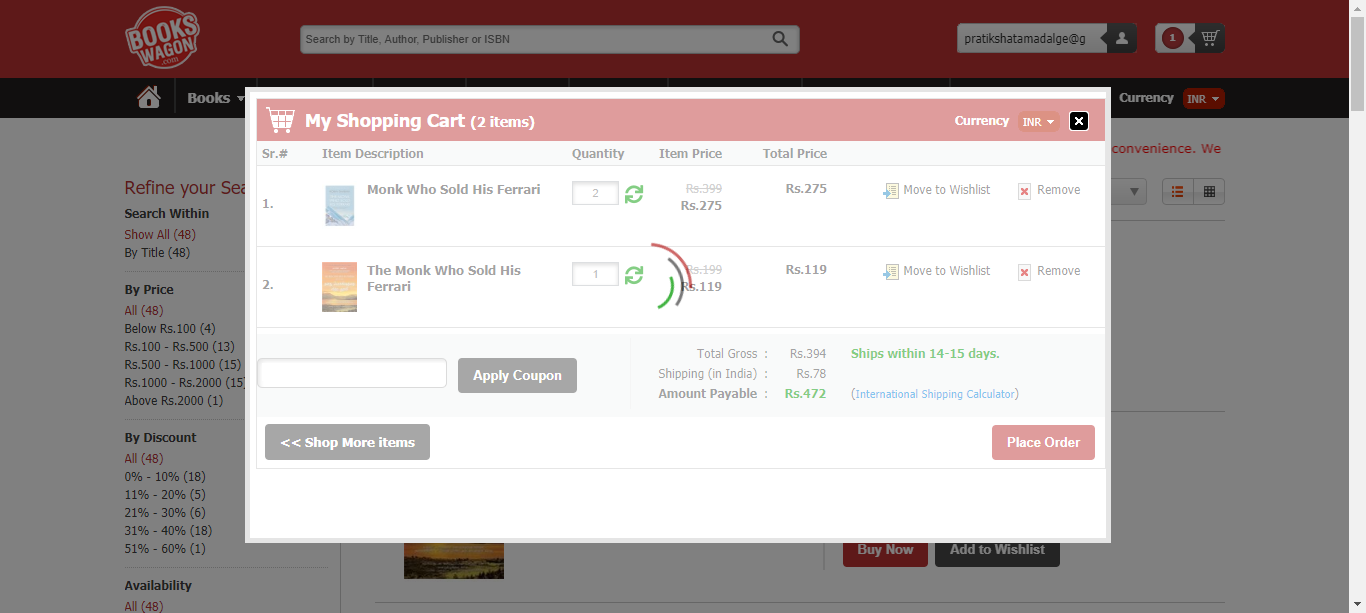 BOOKS
WAGON
.com
Search by Title, Author, Publisher or ISBN
pratikshatamadalge@g
1
Books
Currency INR
convenience. We
My Shopping Cart (2 items)
Currency INR
Sr.# Item Description Quantity Item Price Total Price
1. Monk Who Sold His Ferrari 2 Rs.399 Rs.275 Move to Wishlist Remove
Rs.275
2. The Monk Who Sold His 1 Rs.199 Rs.119 Move to Wishlist Remove
Ferrari Rs.119
Total Gross : Rs.394 Ships within 14-15 days.
Shipping (in India) : Rs.78
Amount Payable : Rs.472 (International Shipping Calculator)
Apply Coupon
<< Shop More items
Place Order
Refine your Sea
Search Within
Show All (48)
By Title (48)
By Price
All (48)
Below Rs.100 (4)
Rs.100 - Rs.500 (13)
Rs.500 - Rs.1000 (15)
Rs.1000 - Rs.2000 (15
Above Rs.2000 (1)
By Discount
All (48)
0% - 10% (18)
11% - 20% (5)
21% - 30% (6)
31% - 40% (18)
51% - 60% (1)
Availability
All (48)
Buy Now
Add to Wishlist